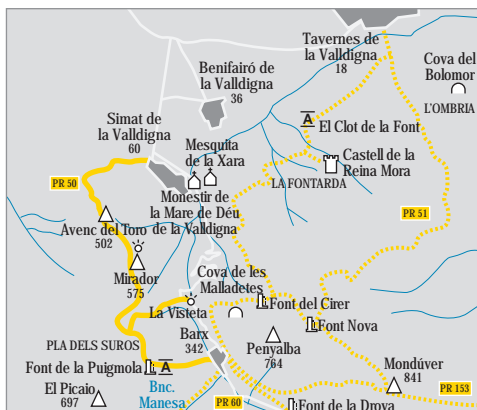 Tavernes de
la Valldigna
18
Cova del
Bolomor
L'OMBRIA
Benifairó de
la Valldigna
36
Simat de
la Valldigna
60
A
El Clot de la Font
Mesquita
de la Xara
Castell de la
Reina Mora
LA FONTARDA
PR 50
Monestir de
la Mare de Déu
de la Valldigna
PR 51
Avenc del Toro
502
Mirador
575
Cova de les
Malladetes
La Visteta
Font del Cirer
Font Nova
Barx
342
PLA DELS SUROS
Penyalba
764
Font de la Puigmola
A
Mondúver
841
El Picaio
697
Bnc.
Manesa
PR 60
PR 153
Font de la Drova